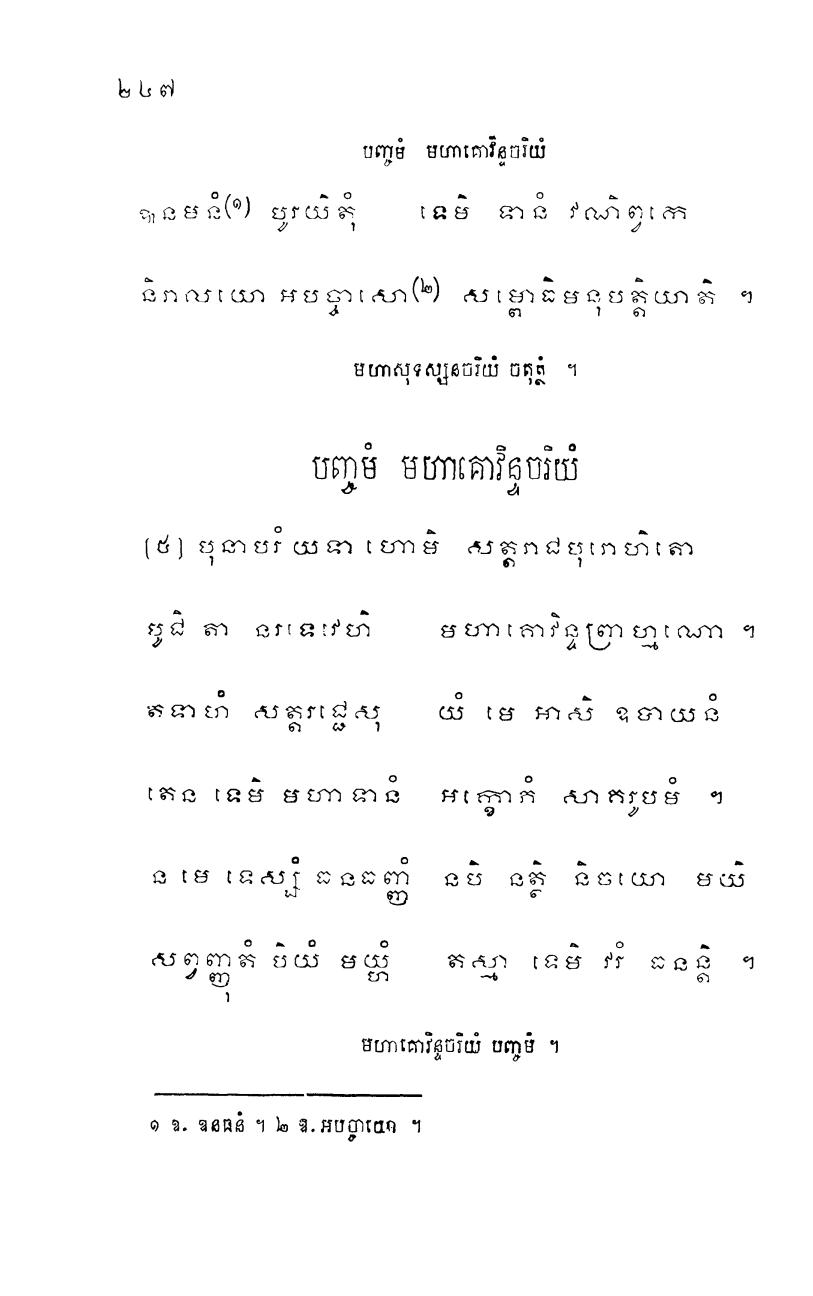 ២៤៧
បញ្ចមំ មហាគោវិន្ទចរិយំ
ឩនមនំ(១) បូរយិតុំ ទេមិ ទានំ វណិព្វកេ
និរាលយោ អបច្ចាសោ(២) សម្ពោធិមនុបត្តិយាតិ ។
មហាសុទស្សនចរិយំ ចតុត្ថំ ។
បញ្ចមំ មហាគោវិន្ទចរិយំ
[៥] បុនាបរំ យទា ហោមិ សត្តរាជបុរោហិតោ
បូជិតា នរទេវេហិ មហាគោវិន្ទព្រាហ្មណោ ។
តទាហំ សត្តរជ្ជេសុ យំ មេ អាសិ ឧបាយនំ
តេន ទេមិ មហាទានំ អក្ខោភំ សាគរូបមំ ។
ន មេ ទេស្សំ ធនធញ្ញំ នបិ នត្ថិ និចយោ មយិ
សព្វញ្ញុតំ បិយំ មយ្ហំ តស្មា ទេមិ វរំ ធនន្តិ ។
មហាគោវិន្ទចរិយំ បញ្ចមំ ។
១ ឱ. ឩនធនំ ។ ២ ឱ. អបច្ចាយោ ។